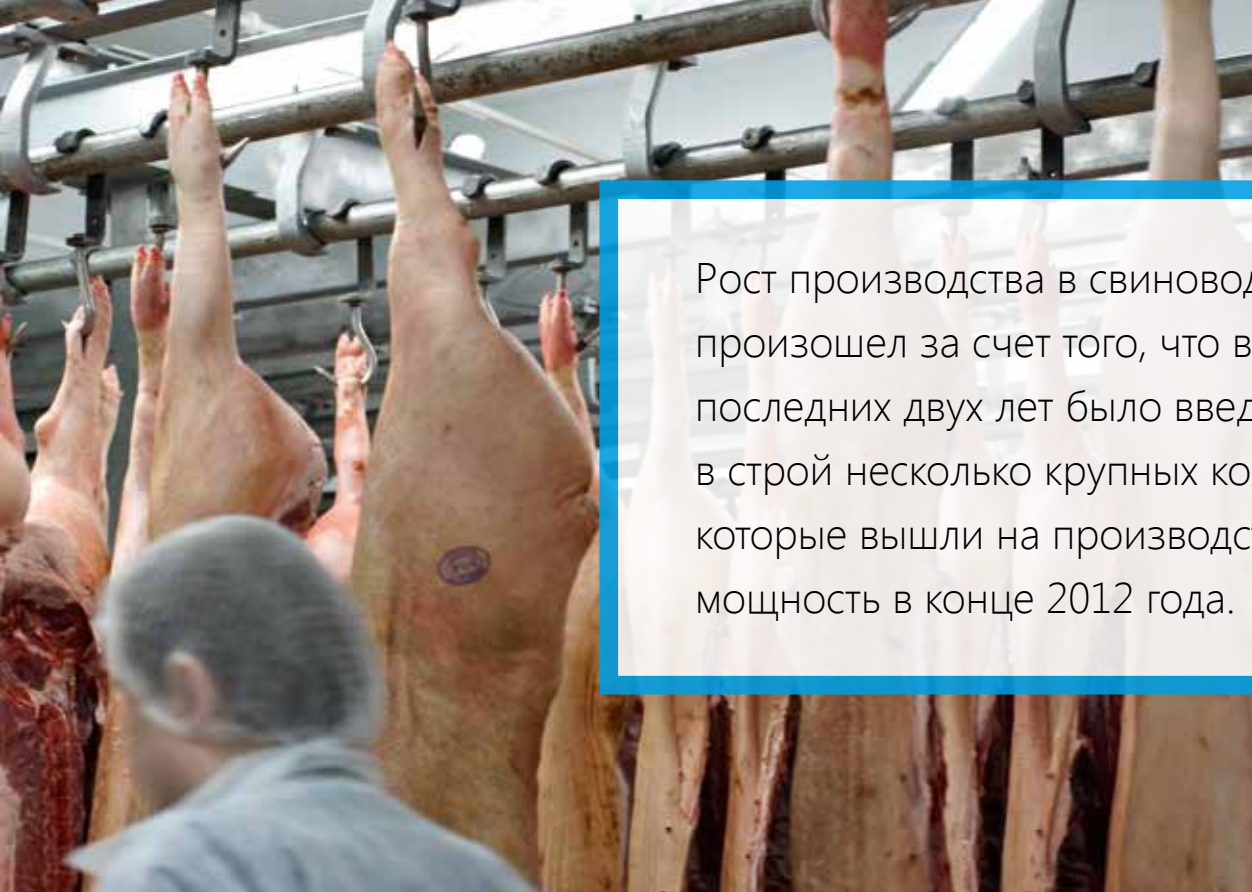 Рост производства в свиновод
произошел за счет того, что в
последних двух лет было введ
в строй несколько крупных ко
которые вышли на производс
мощность в конце 2012 года.